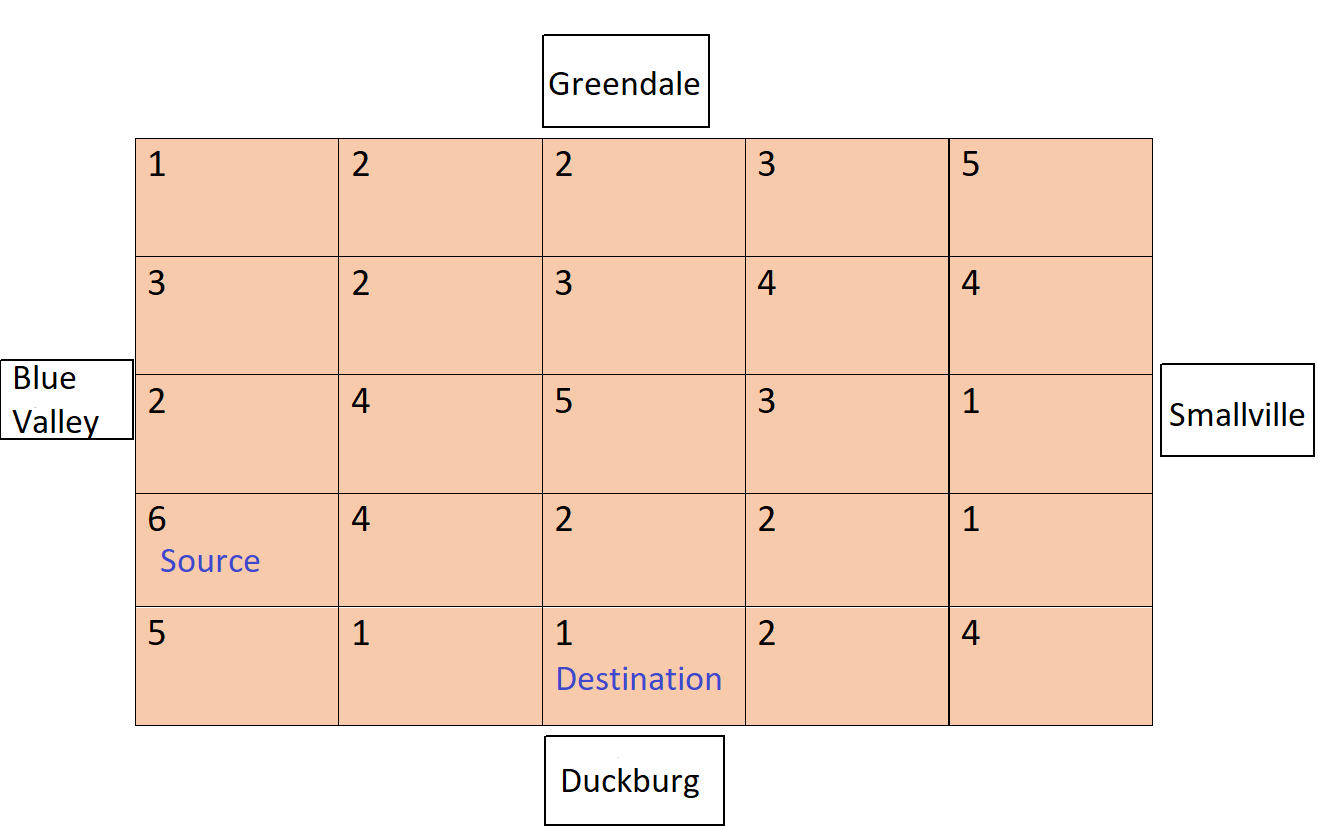 Greendale
1 2 2 3 5
3 2 3 4 4
Blue
Valley
2 4 5 3 1
Smallville
6 4 2 2 1
Source
5 1 1 2 4
Destination
Duckburg